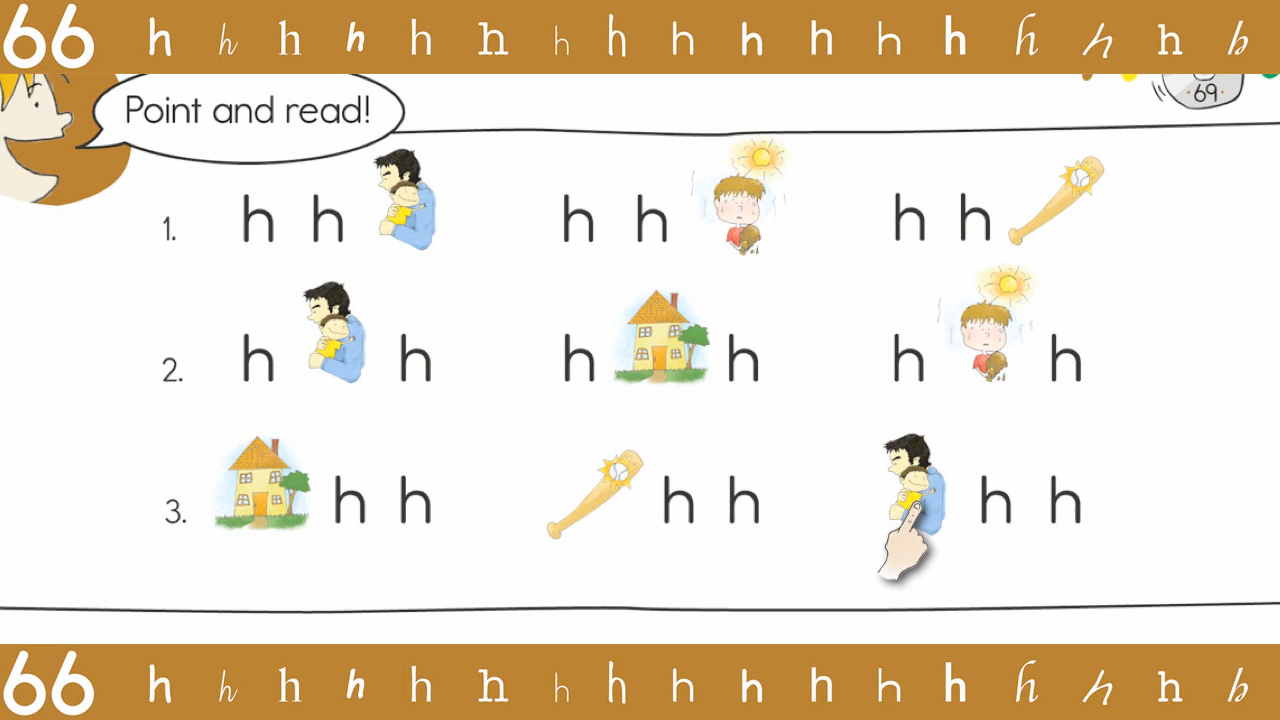 66 h h h h h h h h h h h h h h h h h
69
Point and read!
1. h h h h h h
2. h h h h h h
3. h h h h h h
66 h h h h h h h h h h h h h h h h h